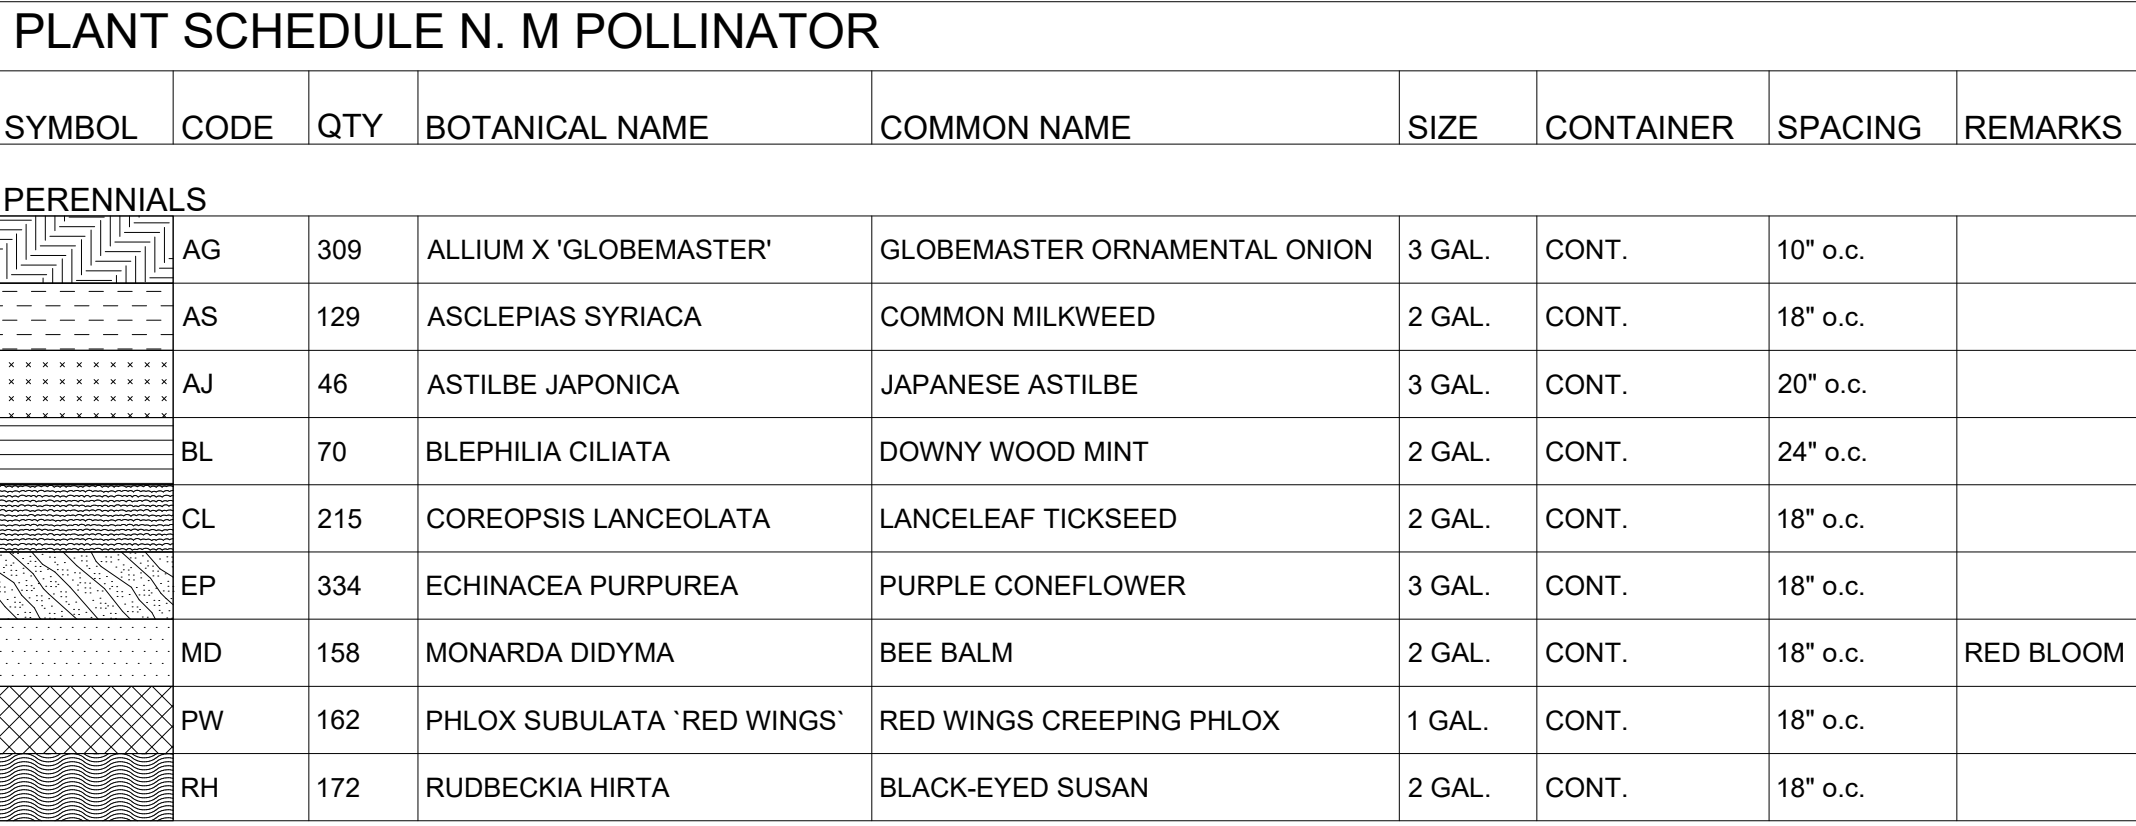 PLANT SCHEDULE N. M POLLINATOR
SYMBOL CODE QTY BOTANICAL NAME COMMON NAME SIZE CONTAINER SPACING REMARKS
PERENNIALS
AG 309 ALLIUM X 'GLOBEMASTER' GLOBEMASTER ORNAMENTAL ONION 3 GAL. CONT. 10" o.c.
AS 129 ASCLEPIAS SYRIACA COMMON MILKWEED 2 GAL. CONT. 18" o.c.
AJ 46 ASTILBE JAPONICA JAPANESE ASTILBE 3 GAL. CONT. 20" o.c.
BL 70 BLEPHILIA CILIATA DOWNY WOOD MINT 2 GAL. CONT. 24" o.c.
CL 215 COREOPSIS LANCEOLATA LANCELEAF TICKSEED 2 GAL. CONT. 18" o.c.
EP 334 ECHINACEA PURPUREA PURPLE CONEFLOWER 3 GAL. CONT. 18" o.c.
MD 158 MONARDA DIDYMA BEE BALM 2 GAL. CONT. 18" o.c. RED BLOOM
PW 162 PHLOX SUBULATA `RED WINGS` RED WINGS CREEPING PHLOX 1 GAL. CONT. 18" o.c.
RH 172 RUDBECKIA HIRTA BLACK-EYED SUSAN 2 GAL. CONT. 18" o.c.